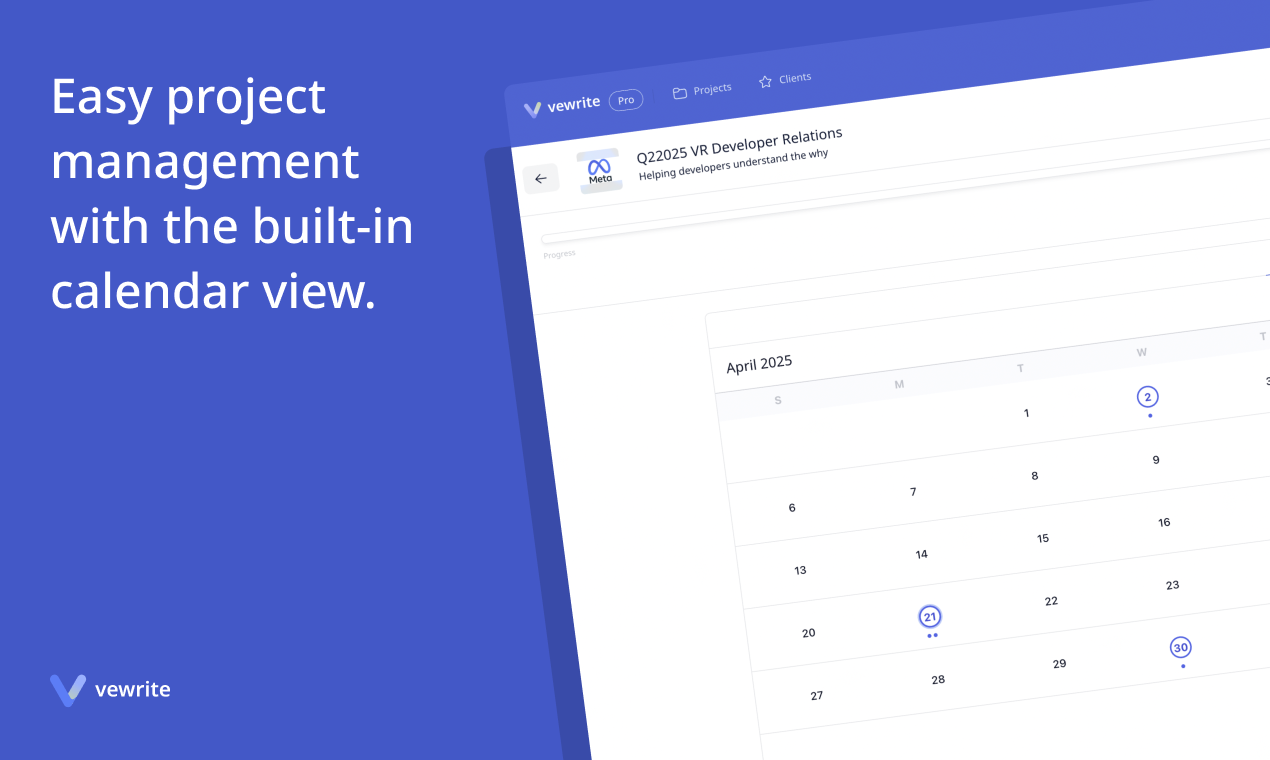 Easy project
management
with the built-in
calendar view.
vewrite Pro Projects Clients
Meta
Q22025 VR Developer Relations
Helping developers understand the why
Progress
April 2025
S M T W T
1 2 3
6 7 8 9
13 14 15 16
20 21 22 23
27 28 29 30
vewrite